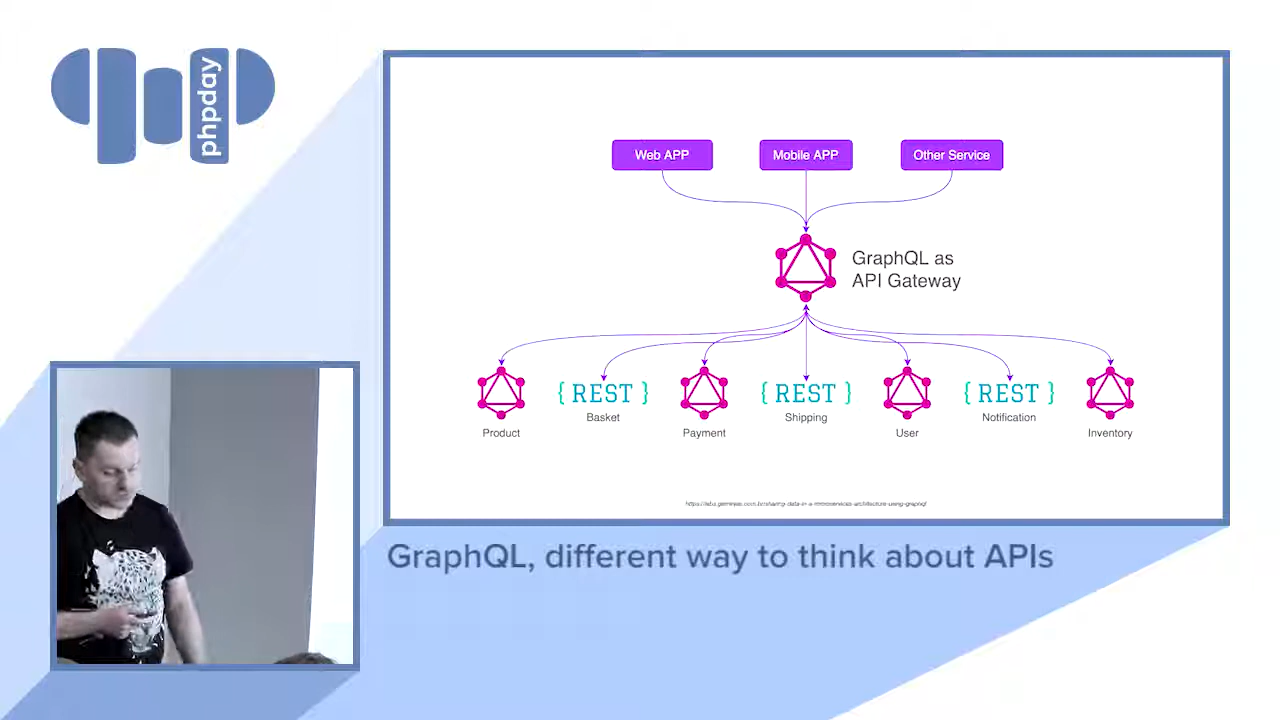 phpday
Web APP
Mobile APP
Other Service
GraphQL as
API Gateway
{ REST }
{ REST }
{ REST }
Product
Basket
Payment
Shipping
User
Notification
Inventory
GraphQL, different way to think about APIs